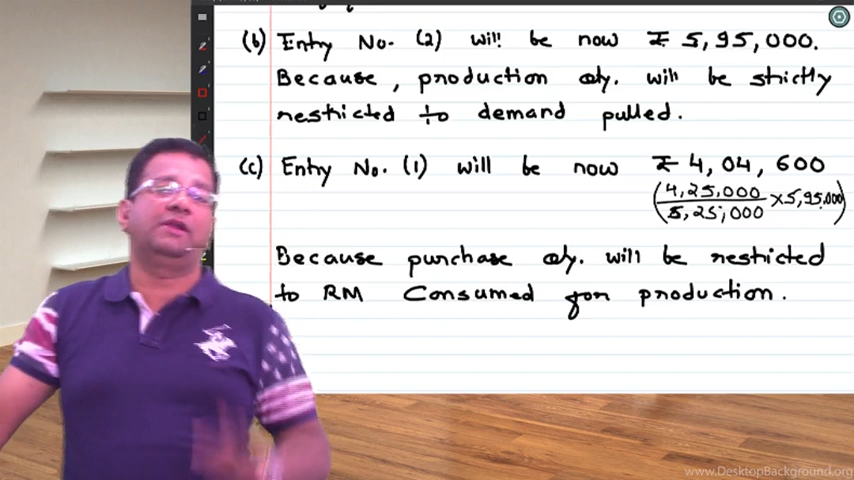 (b) Entry No. (2) will be now ₹ 5,95,000.
Because, production qty. will be strictly
restricted to demand pulled.
(c) Entry No. (1) will be now ₹ 4,04,600
(4,25,000
5,25,000 × 5,95,000)
Because purchase qty. will be restricted
to RM Consumed for production.
www.DesktopBackground.org